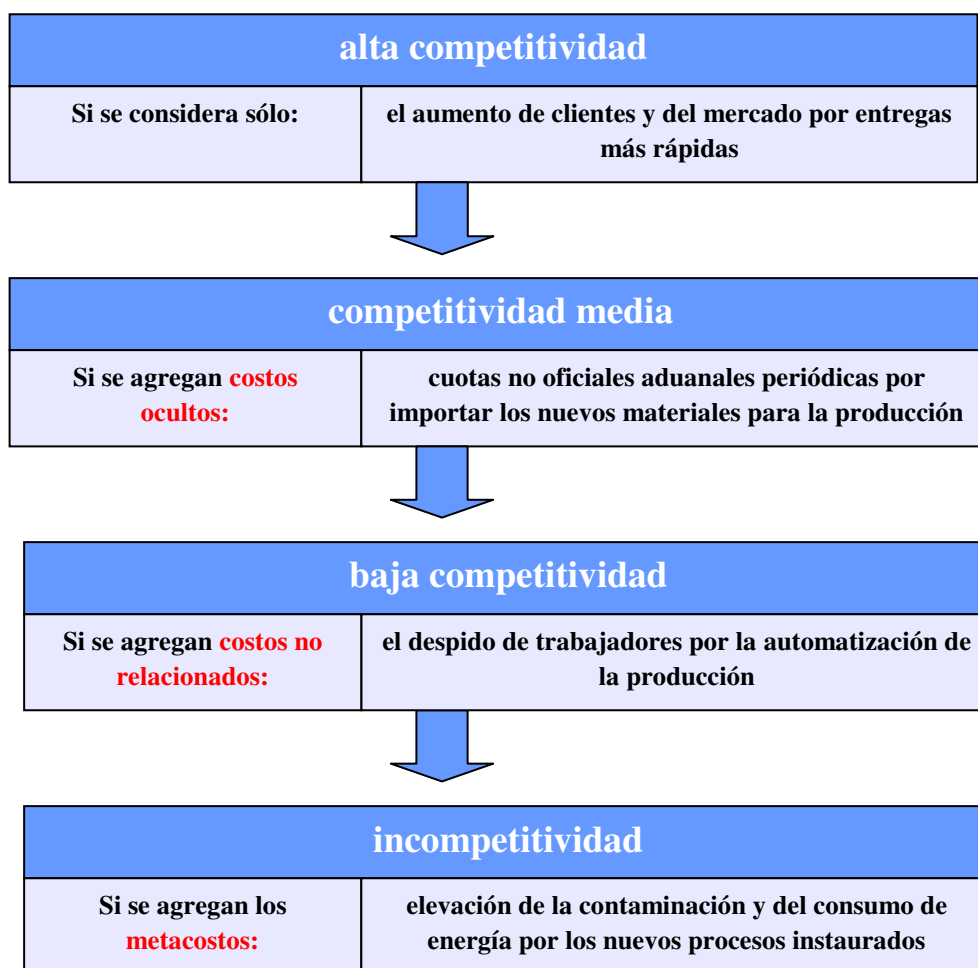 alta competitividad
Si se considera sólo:
el aumento de clientes y del mercado por entregas
más rápidas
competitividad media
Si se agregan costos
ocultos:
cuotas no oficiales aduanales periódicas por
importar los nuevos materiales para la producción
baja competitividad
Si se agregan costos no
relacionados:
el despido de trabajadores por la automatización de
la producción
incompetitividad
Si se agregan los
metacostos:
elevación de la contaminación y del consumo de
energía por los nuevos procesos instaurados